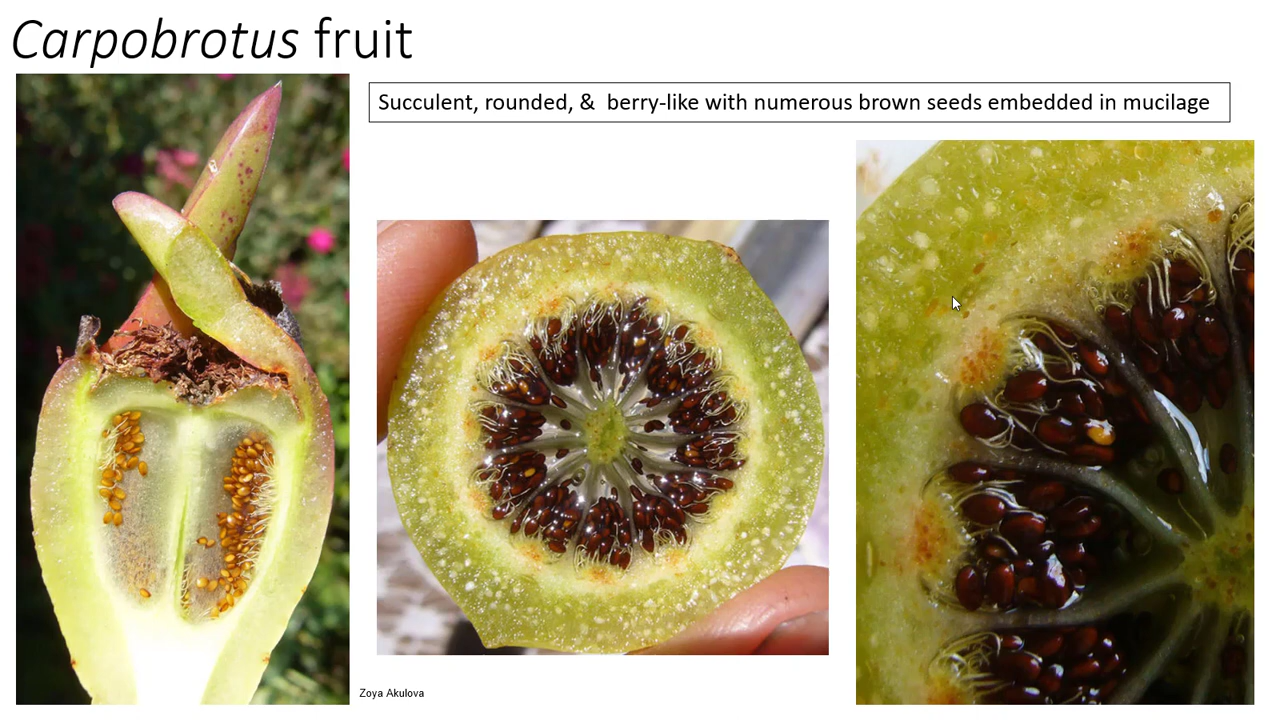 Carpobrotus fruit
Succulent, rounded, &  berry-like with numerous brown seeds embedded in mucilage
Zoya Akulova